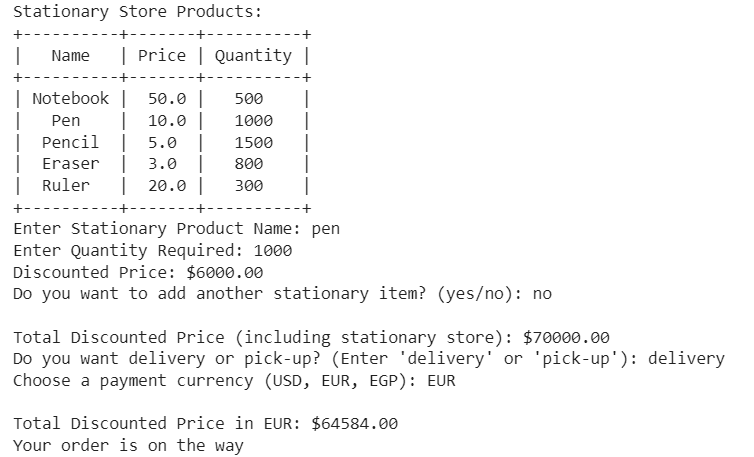 Stationary Store Products:
+----------+-------+----------+
|   Name   | Price | Quantity |
+----------+-------+----------+
| Notebook |  50.0 |   500    |
|   Pen    |  10.0 |   1000   |
|  Pencil  |  5.0  |   1500   |
|  Eraser  |  3.0  |   800    |
|  Ruler   |  20.0 |   300    |
+----------+-------+----------+
Enter Stationary Product Name: pen
Enter Quantity Required: 1000
Discounted Price: $6000.00
Do you want to add another stationary item? (yes/no): no

Total Discounted Price (including stationary store): $70000.00
Do you want delivery or pick-up? (Enter 'delivery' or 'pick-up'): delivery
Choose a payment currency (USD, EUR, EGP): EUR

Total Discounted Price in EUR: $64584.00
Your order is on the way